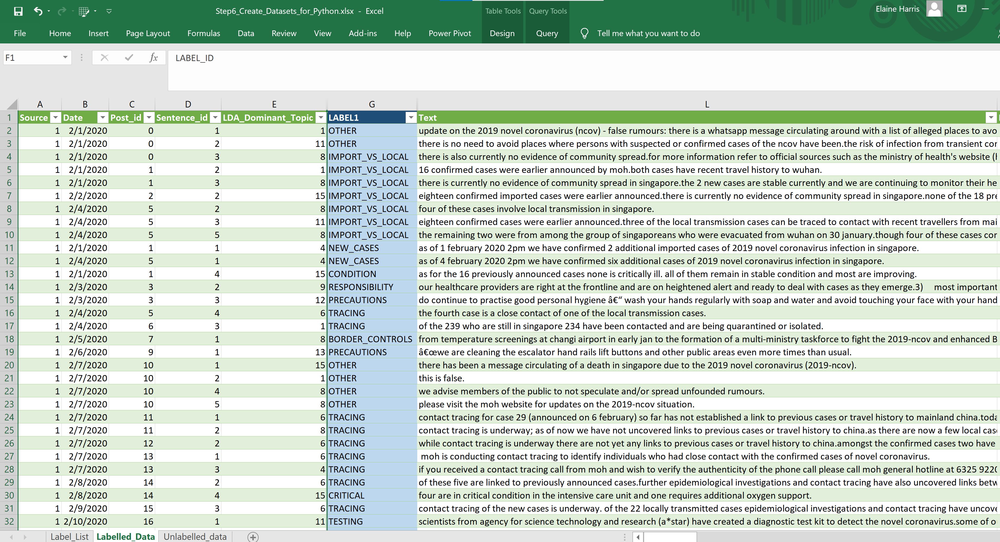 Step6_Create_Datasets_for_Python.xlsx - Excel
Table Tools Query Tools
Elaine Harris
File Home Insert Page Layout Formulas Data Review View Add-ins Help Power Pivot Design Query Tell me what you want to do
F1 fx LABEL_ID
A B C D E G L
1 Source Date Post_id Sentence_id LDA_Dominant_Topic LABEL1 Text
2 1 2/1/2020 0 1 1 OTHER update on the 2019 novel coronavirus (ncov) - false rumours: there is a whatsapp message circulating around with a list of alleged places to avo
3 1 2/1/2020 0 2 11 OTHER there is no need to avoid places where persons with suspected or confirmed cases of the ncov have been.the risk of infection from transient cor
4 1 2/1/2020 0 3 8 IMPORT_VS_LOCAL there is also currently no evidence of community spread.for more information refer to official sources such as the ministry of health's website (h
5 1 2/1/2020 1 2 1 IMPORT_VS_LOCAL 16 confirmed cases were earlier announced by moh.both cases have recent travel history to wuhan.
6 1 2/1/2020 1 3 8 IMPORT_VS_LOCAL there is currently no evidence of community spread in singapore.the 2 new cases are stable currently and we are continuing to monitor their he
7 1 2/2/2020 2 2 15 IMPORT_VS_LOCAL eighteen confirmed imported cases were earlier announced.there is currently no evidence of community spread in singapore.none of the 18 pre
8 1 2/4/2020 5 2 8 IMPORT_VS_LOCAL four of these cases involve local transmission in singapore.
9 1 2/4/2020 5 3 11 IMPORT_VS_LOCAL eighteen confirmed cases were earlier announced.three of the local transmission cases can be traced to contact with recent travellers from mai
10 1 2/4/2020 5 5 8 IMPORT_VS_LOCAL the remaining two were from among the group of singaporeans who were evacuated from wuhan on 30 january.though four of these cases cor
11 1 2/1/2020 1 1 4 NEW_CASES as of 1 february 2020 2pm we have confirmed 2 additional imported cases of 2019 novel coronavirus infection in singapore.
12 1 2/4/2020 5 1 4 NEW_CASES as of 4 february 2020 2pm we have confirmed six additional cases of 2019 novel coronavirus infection in singapore.
13 1 2/1/2020 1 4 15 CONDITION as for the 16 previously announced cases none is critically ill. all of them remain in stable condition and most are improving.
14 1 2/3/2020 3 2 9 RESPONSIBILITY our healthcare providers are right at the frontline and are on heightened alert and ready to deal with cases as they emerge.3) most important
15 1 2/3/2020 3 3 12 PRECAUTIONS do continue to practise good personal hygiene â€“ wash your hands regularly with soap and water and avoid touching your face with your hand
16 1 2/4/2020 5 4 6 TRACING the fourth case is a close contact of one of the local transmission cases.
17 1 2/4/2020 6 3 1 TRACING of the 239 who are still in singapore 234 have been contacted and are being quarantined or isolated.
18 1 2/5/2020 7 1 8 BORDER_CONTROLS from temperature screenings at changi airport in early jan to the formation of a multi-ministry taskforce to fight the 2019-ncov and enhanced B
19 1 2/6/2020 9 1 13 PRECAUTIONS â€œwe are cleaning the escalator hand rails lift buttons and other public areas even more times than usual.
20 1 2/7/2020 10 1 15 OTHER there has been a message circulating of a death in singapore due to the 2019 novel coronavirus (2019-ncov).
21 1 2/7/2020 10 2 1 OTHER this is false.
22 1 2/7/2020 10 4 8 OTHER we advise members of the public to not speculate and/or spread unfounded rumours.
23 1 2/7/2020 10 5 8 OTHER please visit the moh website for updates on the 2019-ncov situation.
24 1 2/7/2020 11 1 6 TRACING contact tracing for case 29 (announced on 6 february) so far has not established a link to previous cases or travel history to mainland china.toda
25 1 2/7/2020 11 2 8 TRACING contact tracing is underway; as of now we have not uncovered links to previous cases or travel history to china.as there are now a few local cas
26 1 2/7/2020 12 2 6 TRACING while contact tracing is underway there are not yet any links to previous cases or travel history to china.amongst the confirmed cases two have
27 1 2/7/2020 13 1 6 TRACING moh is conducting contact tracing to identify individuals who had close contact with the confirmed cases of novel coronavirus.
28 1 2/7/2020 13 3 4 TRACING if you received a contact tracing call from moh and wish to verify the authenticity of the phone call please call moh general hotline at 6325 9220
29 1 2/8/2020 14 2 6 TRACING of these five are linked to previously announced cases.further epidemiological investigations and contact tracing have also uncovered links betw
30 1 2/8/2020 14 4 15 CRITICAL four are in critical condition in the intensive care unit and one requires additional oxygen support.
31 1 2/9/2020 15 3 6 TRACING contact tracing of the new cases is underway. of the 22 locally transmitted cases epidemiological investigations and contact tracing have uncove
32 1 2/10/2020 16 1 11 TESTING scientists from agency for science technology and research (a*star) have created a diagnostic test kit to detect the novel coronavirus.some of o
Label_List Labelled_Data Unlabelled_data